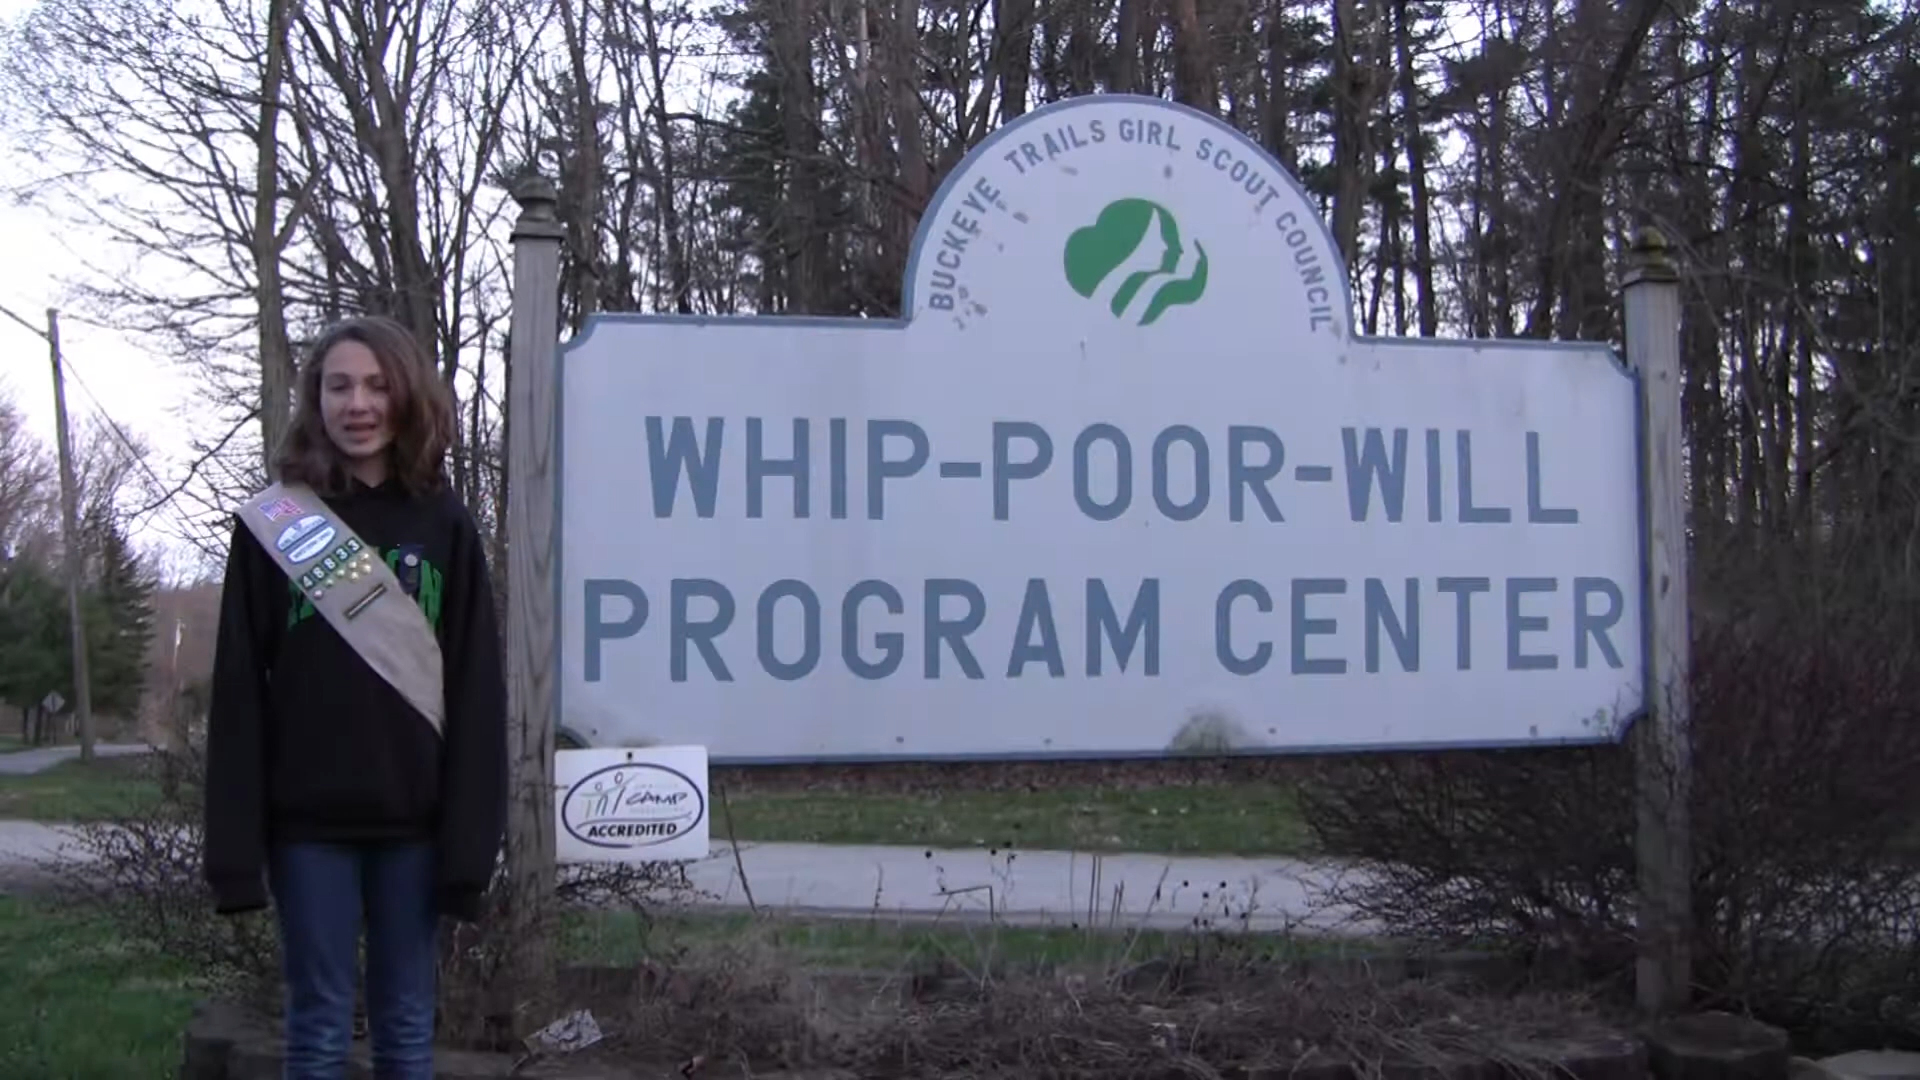 BUCKEYE TRAILS GIRL SCOUT COUNCIL
WHIP-POOR-WILL
PROGRAM CENTER
CAMP
ACCREDITED
46833